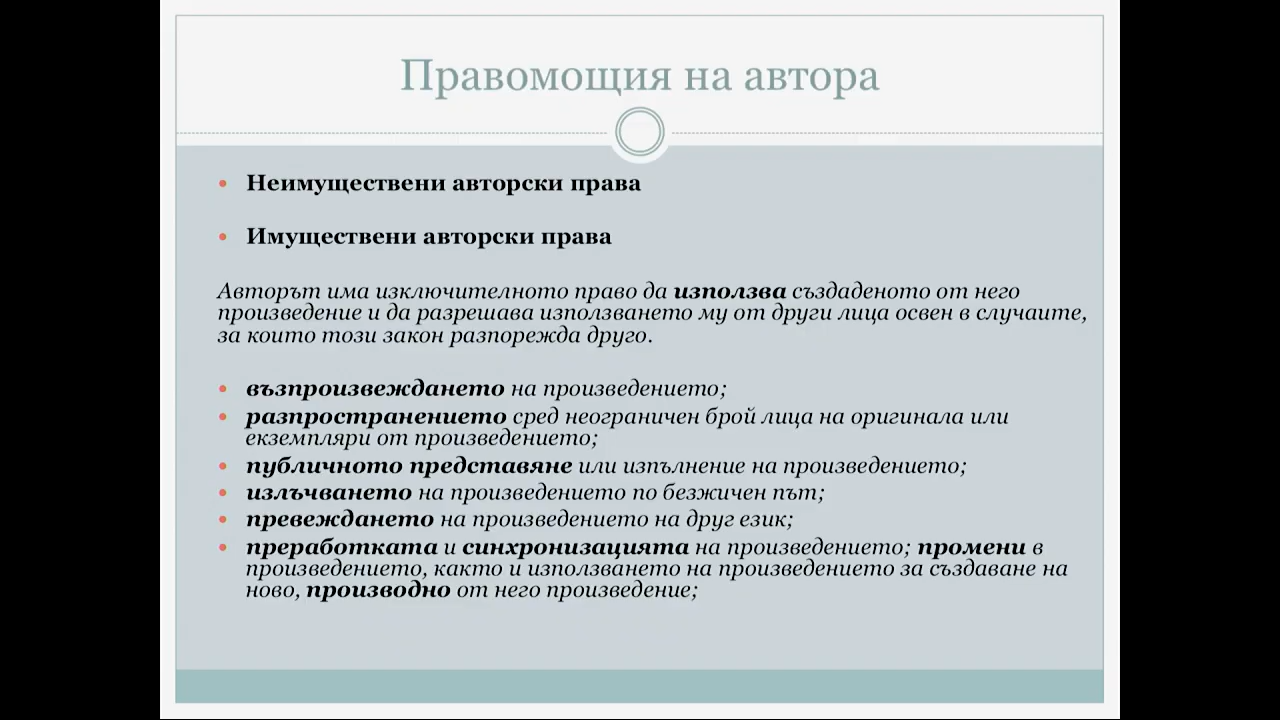 Правомощия на автора
Неимуществени авторски права
Имуществени авторски права
Авторът има изключителното право да използва създаденото от него
произведение и да разрешава използването му от други лица освен в случаите,
за които този закон разпорежда друго.
възпроизвеждането на произведението;
разпространението сред неограничен брой лица на оригинала или
екземпляри от произведението;
публичното представяне или изпълнение на произведението;
излъчването на произведението по безжичен път;
превеждането на произведението на друг език;
преработката и синхронизацията на произведението; промени в
произведението, както и използването на произведението за създаване на
ново, производно от него произведение;